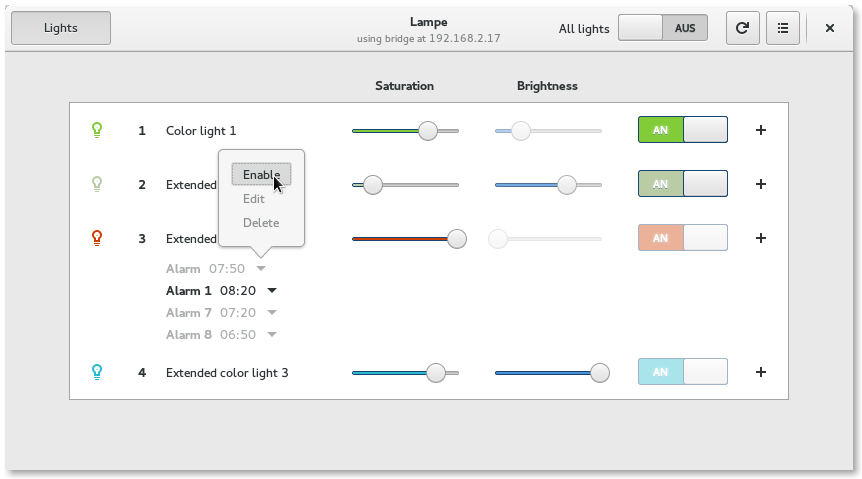 Lights
Lampe
using bridge at 192.168.2.17
All lights AUS
Saturation Brightness
1 Color light 1 AN +
Enable
2 Extended AN +
Edit
Delete
3 Extended AN +
Alarm 07:50
Alarm 1 08:20
Alarm 7 07:20
Alarm 8 06:50
4 Extended color light 3 AN +